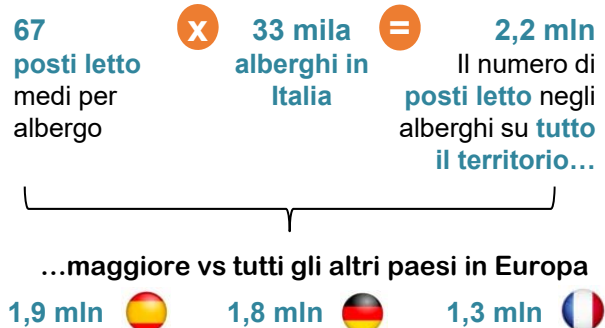 67
posti letto
medi per
albergo
x
33 mila
alberghi in
Italia
=
2,2 mln
Il numero di
posti letto negli
alberghi su tutto
il territorio…
…maggiore vs tutti gli altri paesi in Europa
1,9 mln
1,8 mln
1,3 mln